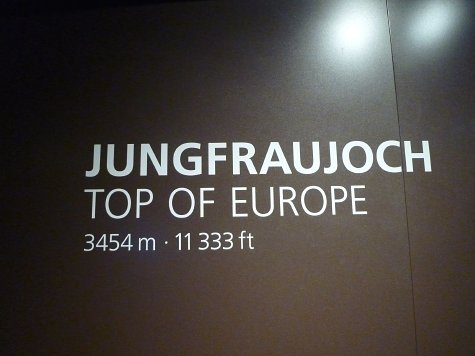 JUNGFRAUJOCH
TOP OF EUROPE
3454 m · 11 333 ft